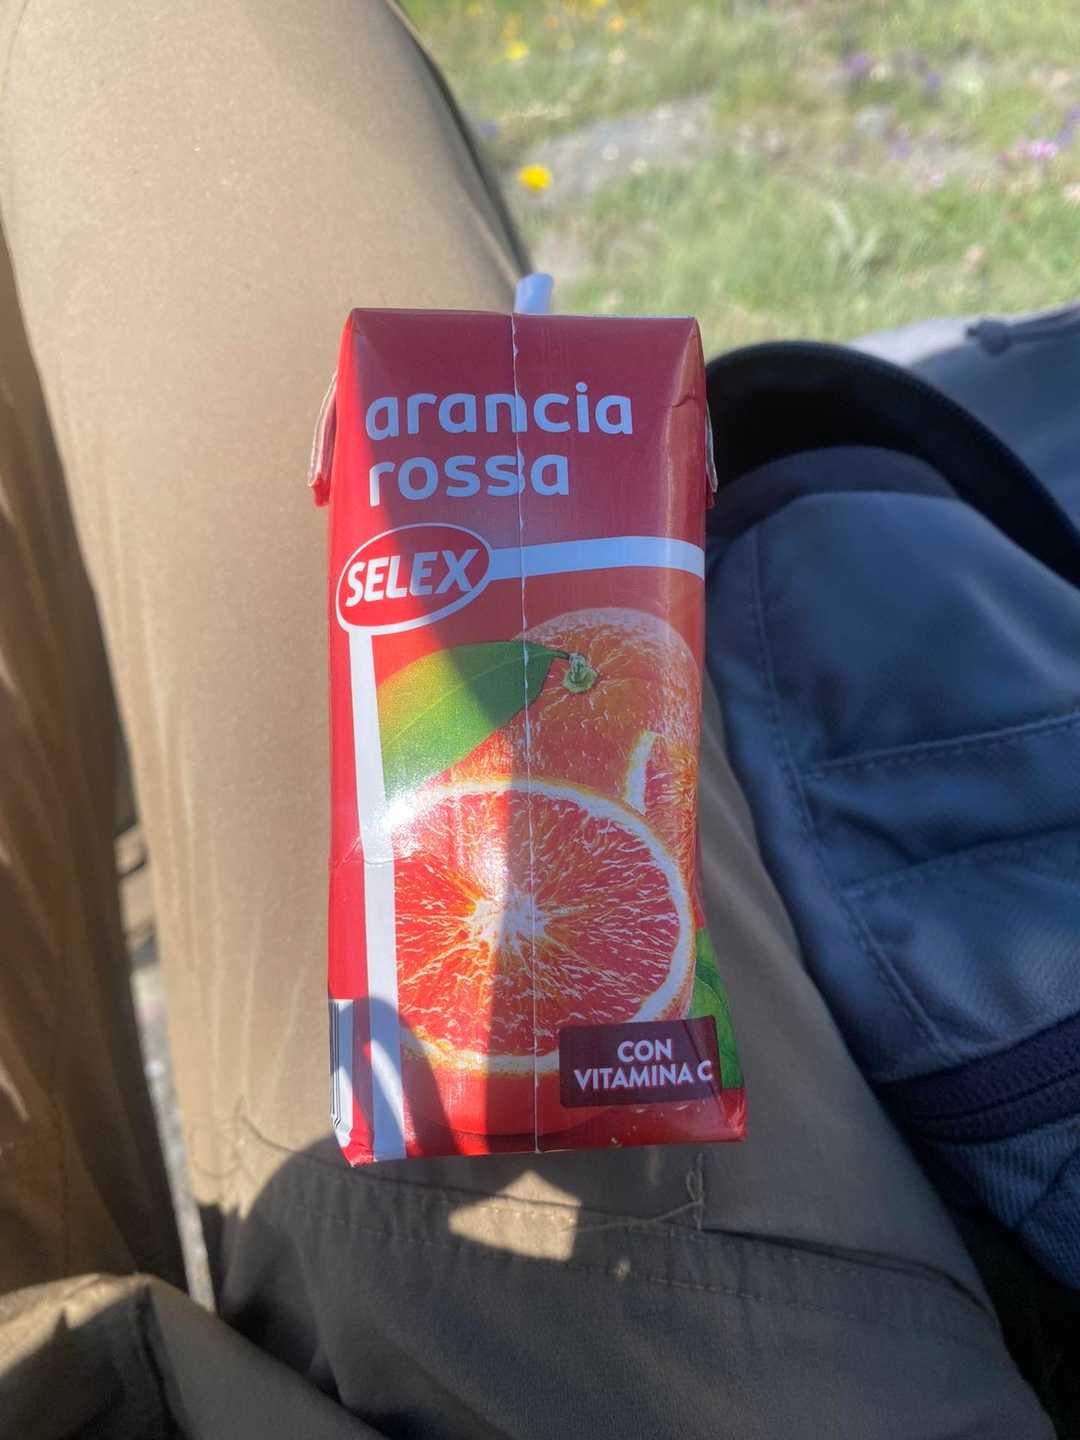 arancia
rossa
SELEX
CON
VITAMINA C